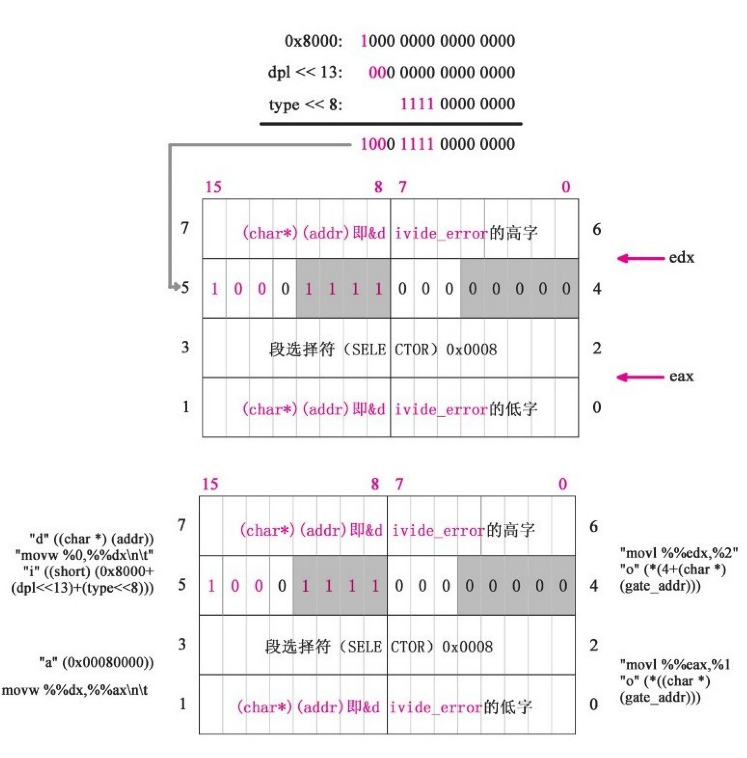 0x8000: 1000 0000 0000 0000
dpl << 13: 000 0000 0000 0000
type << 8: 1111 0000 0000
1000 1111 0000 0000
15 8 7 0
7 (char*)(addr)即&d ivide_error的高字 6
edx
5 1 0 0 0 1 1 1 1 0 0 0 0 0 0 0 0 4
3 段选择符（SELE CTOR）0x0008 2
eax
1 (char*)(addr)即&d ivide_error的低字 0
15 8 7 0
7 (char*)(addr)即&d ivide_error的高字 6
"d" ((char *) (addr))
"movw %0,%%dx\n\t"
"i" ((short) (0x8000+
(dpl<<13)+(type<<8)))
5 1 0 0 0 1 1 1 1 0 0 0 0 0 0 0 0 4
"movl %%edx,%2"
"o" (*(4+(char *)
(gate_addr)))
3 段选择符（SELE CTOR）0x0008 2
"a" (0x00080000))
movw %%dx,%%ax\n\t
1 (char*)(addr)即&d ivide_error的低字 0
"movl %%eax,%1
"o" (*((char *)
(gate_addr)))